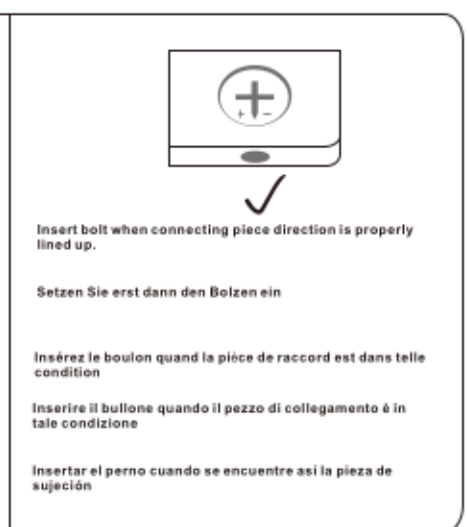 + −
Insert bolt when connecting piece direction is properly
lined up.
Setzen Sie erst dann den Bolzen ein
Insérez le boulon quand la pièce de raccord est dans telle
condition
Inserire il bullone quando il pezzo di collegamento è in
tale condizione
Insertar el perno cuando se encuentre asi la pieza de
sujeción